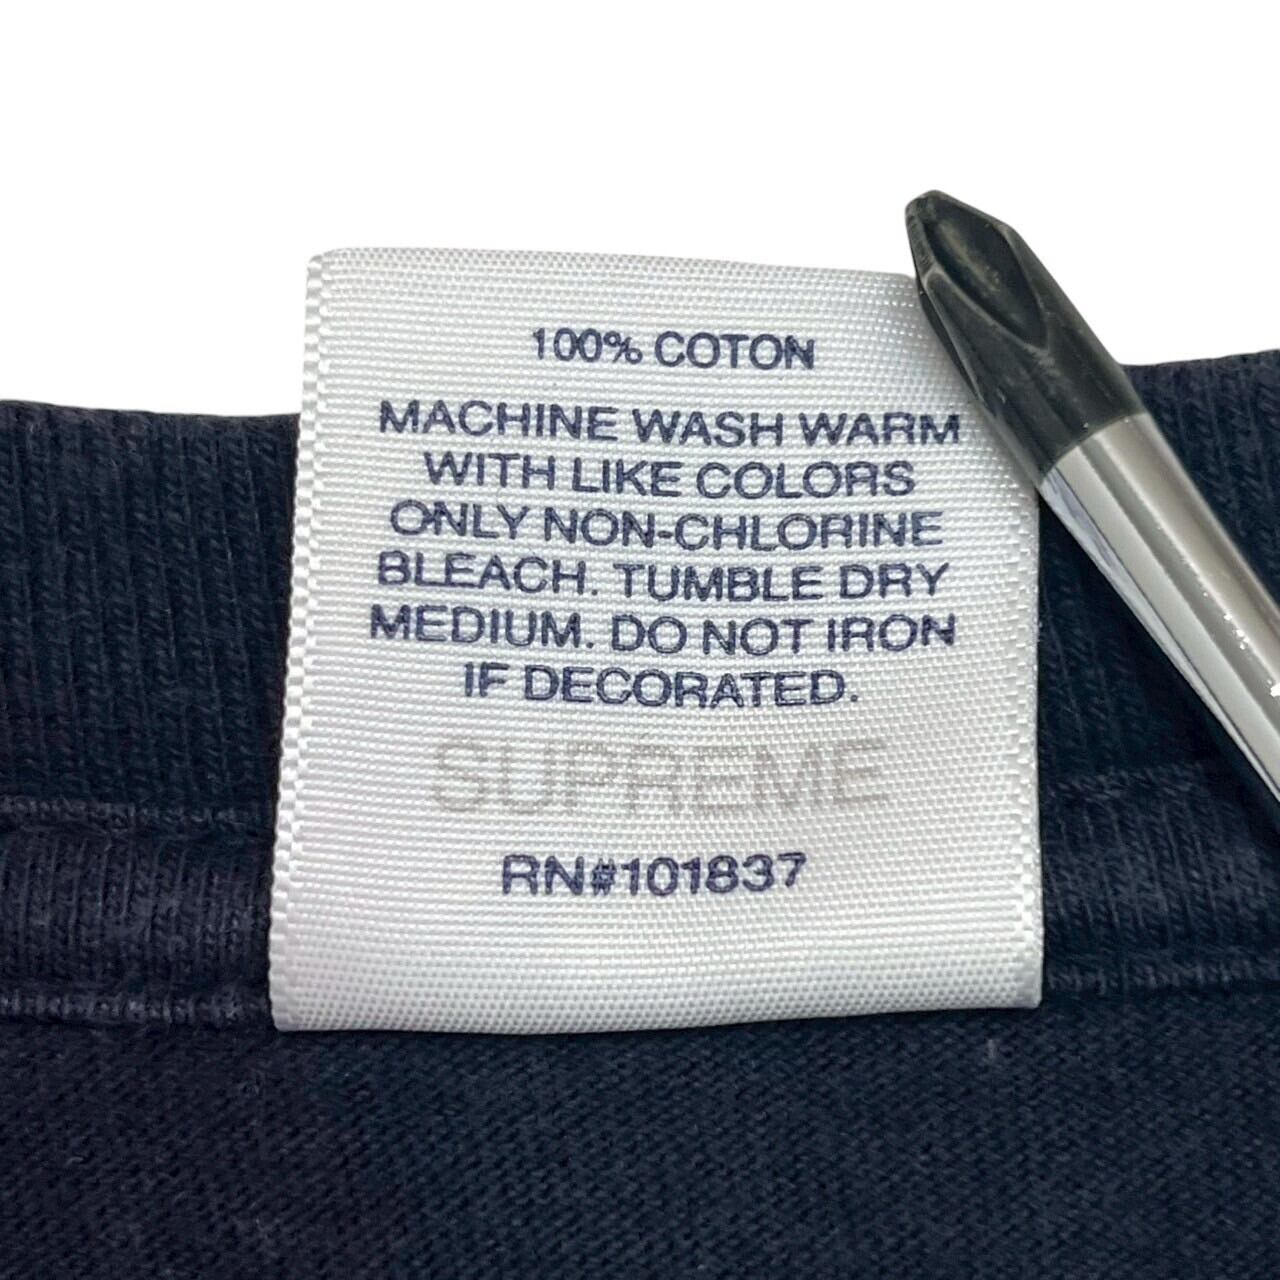 100% COTON
MACHINE WASH WARM
WITH LIKE COLORS
ONLY NON-CHLORINE
BLEACH. TUMBLE DRY
MEDIUM. DO NOT IRON
IF DECORATED.
SUPREME
RN#101837